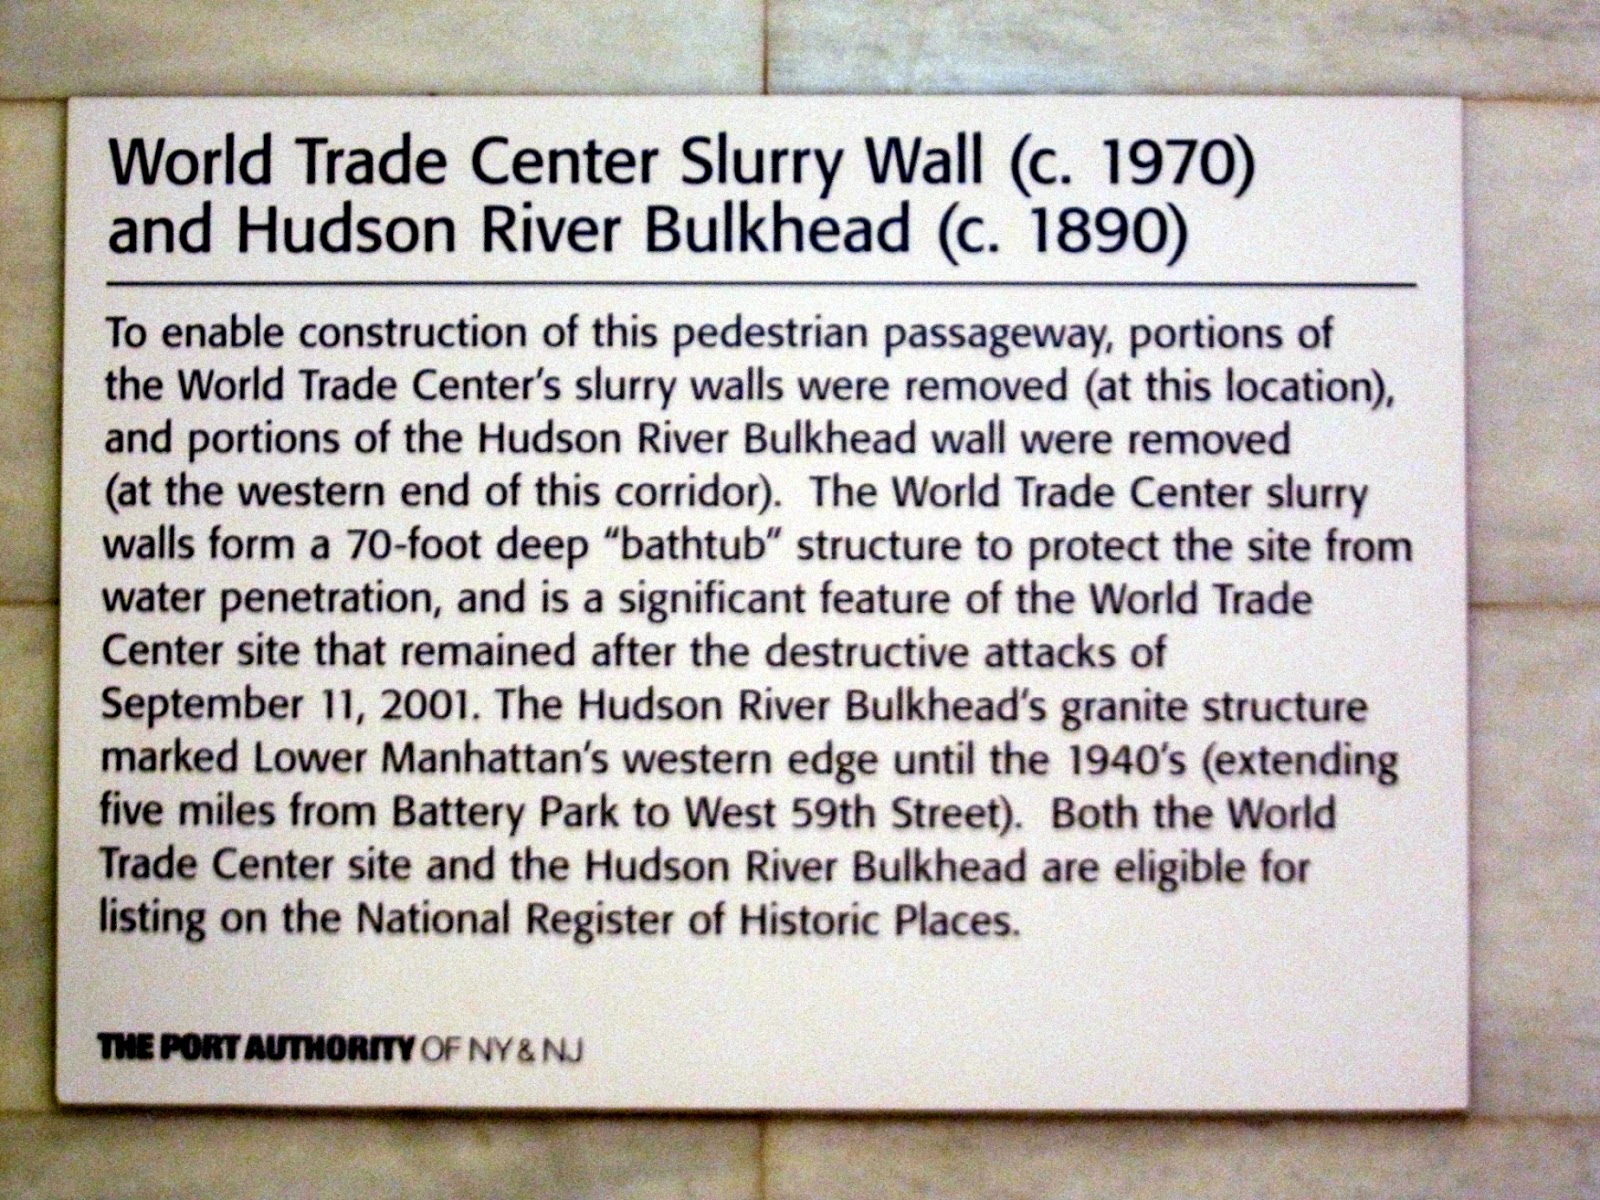 World Trade Center Slurry Wall (c. 1970)
and Hudson River Bulkhead (c. 1890)
To enable construction of this pedestrian passageway, portions of
the World Trade Center's slurry walls were removed (at this location),
and portions of the Hudson River Bulkhead wall were removed
(at the western end of this corridor).  The World Trade Center slurry
walls form a 70-foot deep “bathtub” structure to protect the site from
water penetration, and is a significant feature of the World Trade
Center site that remained after the destructive attacks of
September 11, 2001. The Hudson River Bulkhead's granite structure
marked Lower Manhattan's western edge until the 1940's (extending
five miles from Battery Park to West 59th Street).  Both the World
Trade Center site and the Hudson River Bulkhead are eligible for
listing on the National Register of Historic Places.
THE PORT AUTHORITY OF NY & NJ